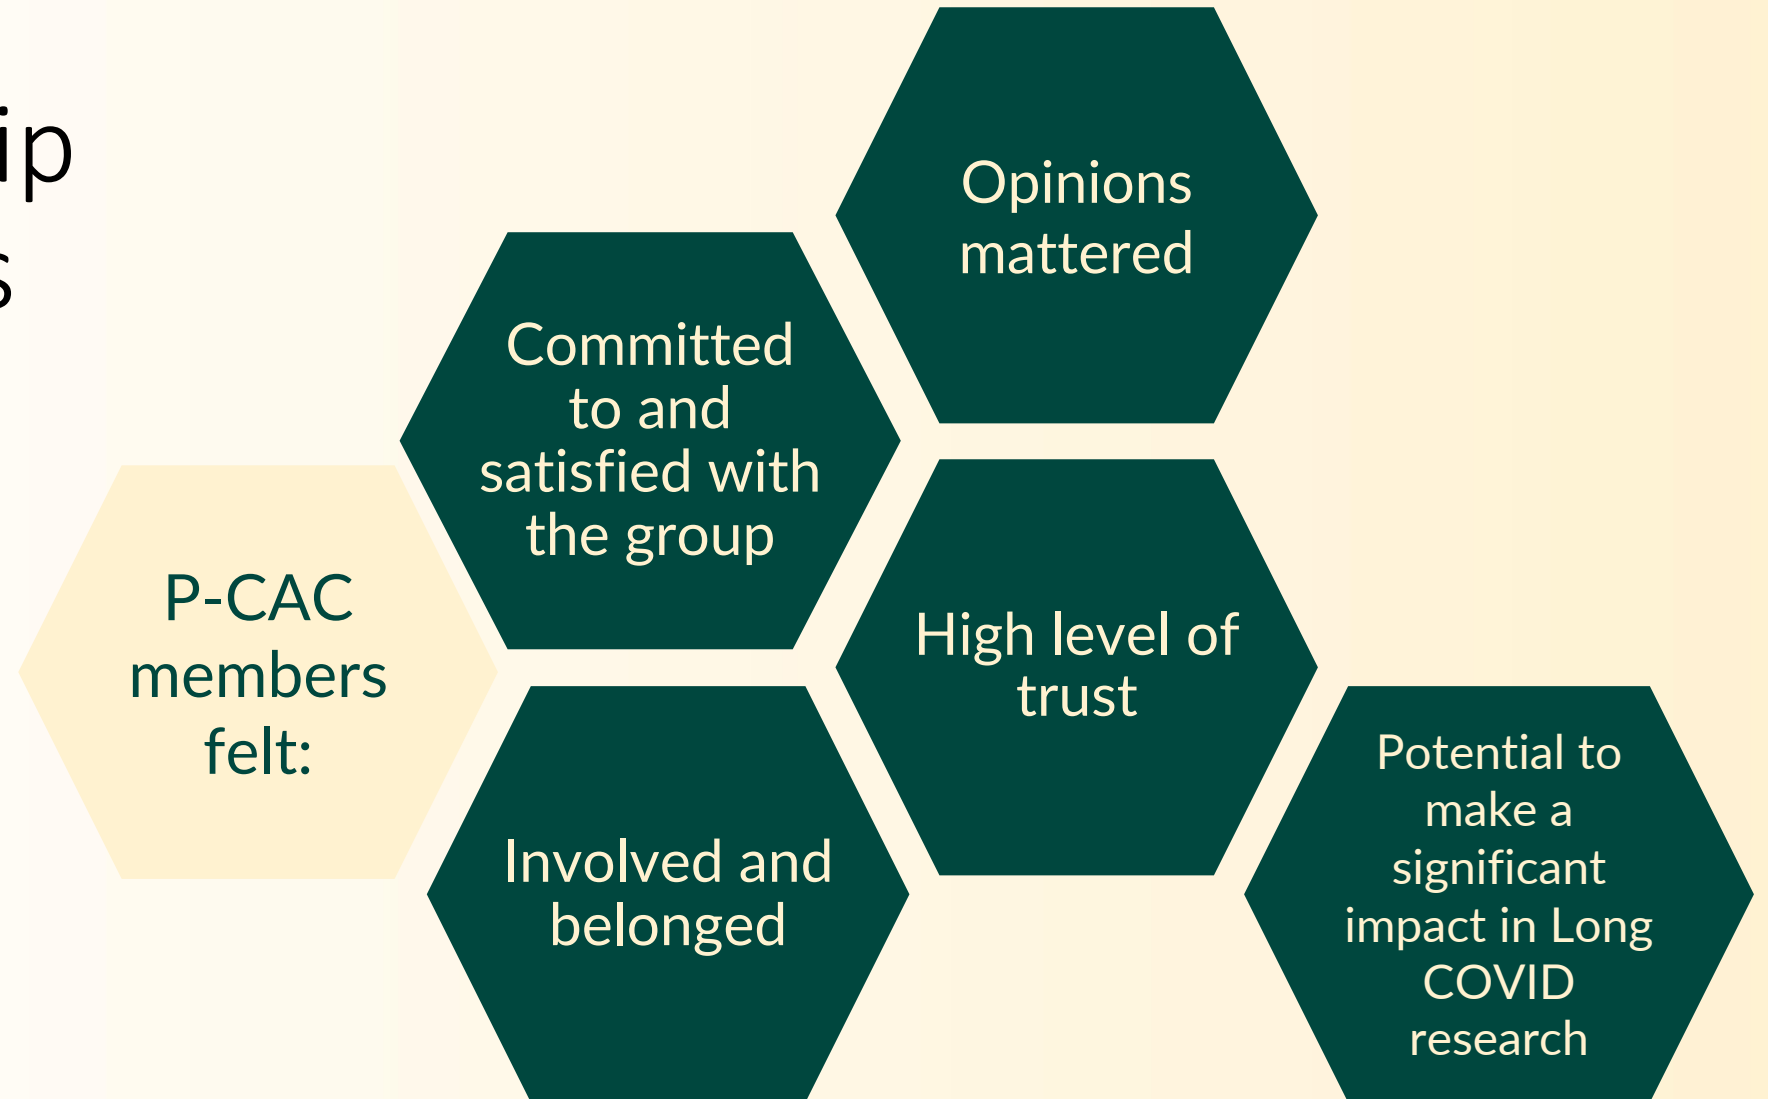 ip
s
P-CAC
members
felt:
Committed
to and
satisfied with
the group
Opinions
mattered
Involved and
belonged
High level of
trust
Potential to
make a
significant
impact in Long
COVID
research